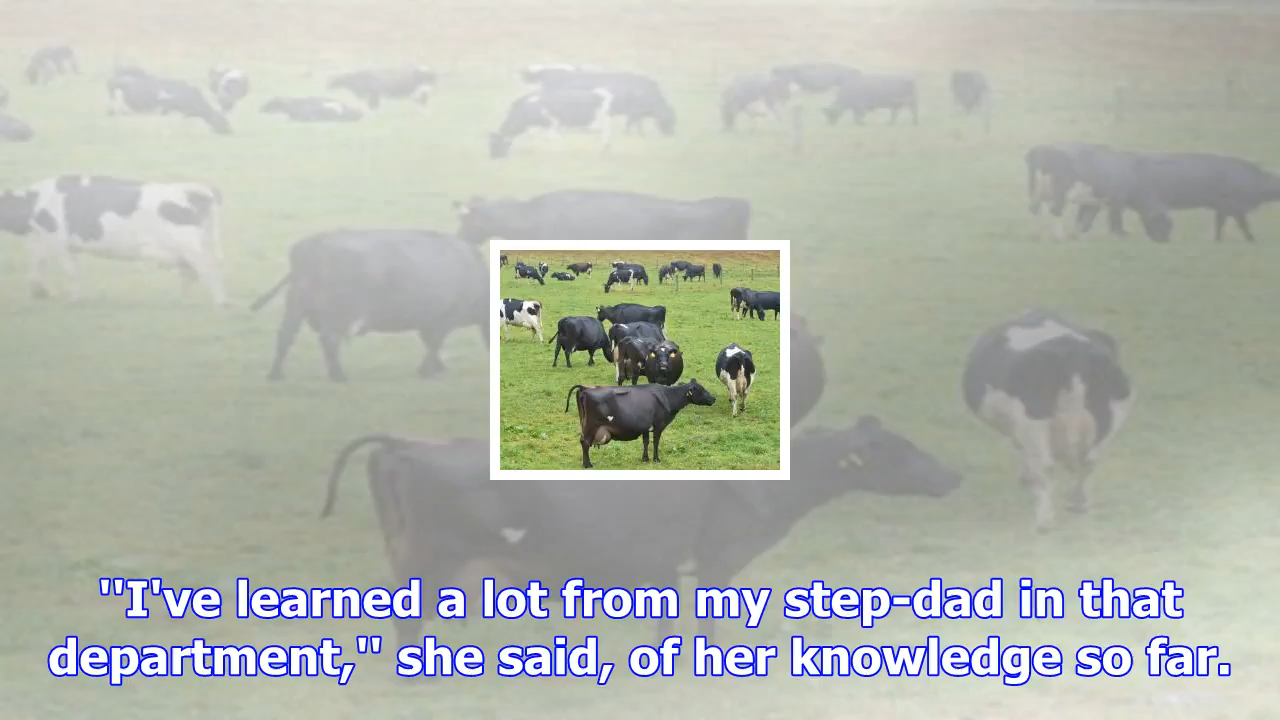 "I've learned a lot from my step-dad in that
department," she said, of her knowledge so far.